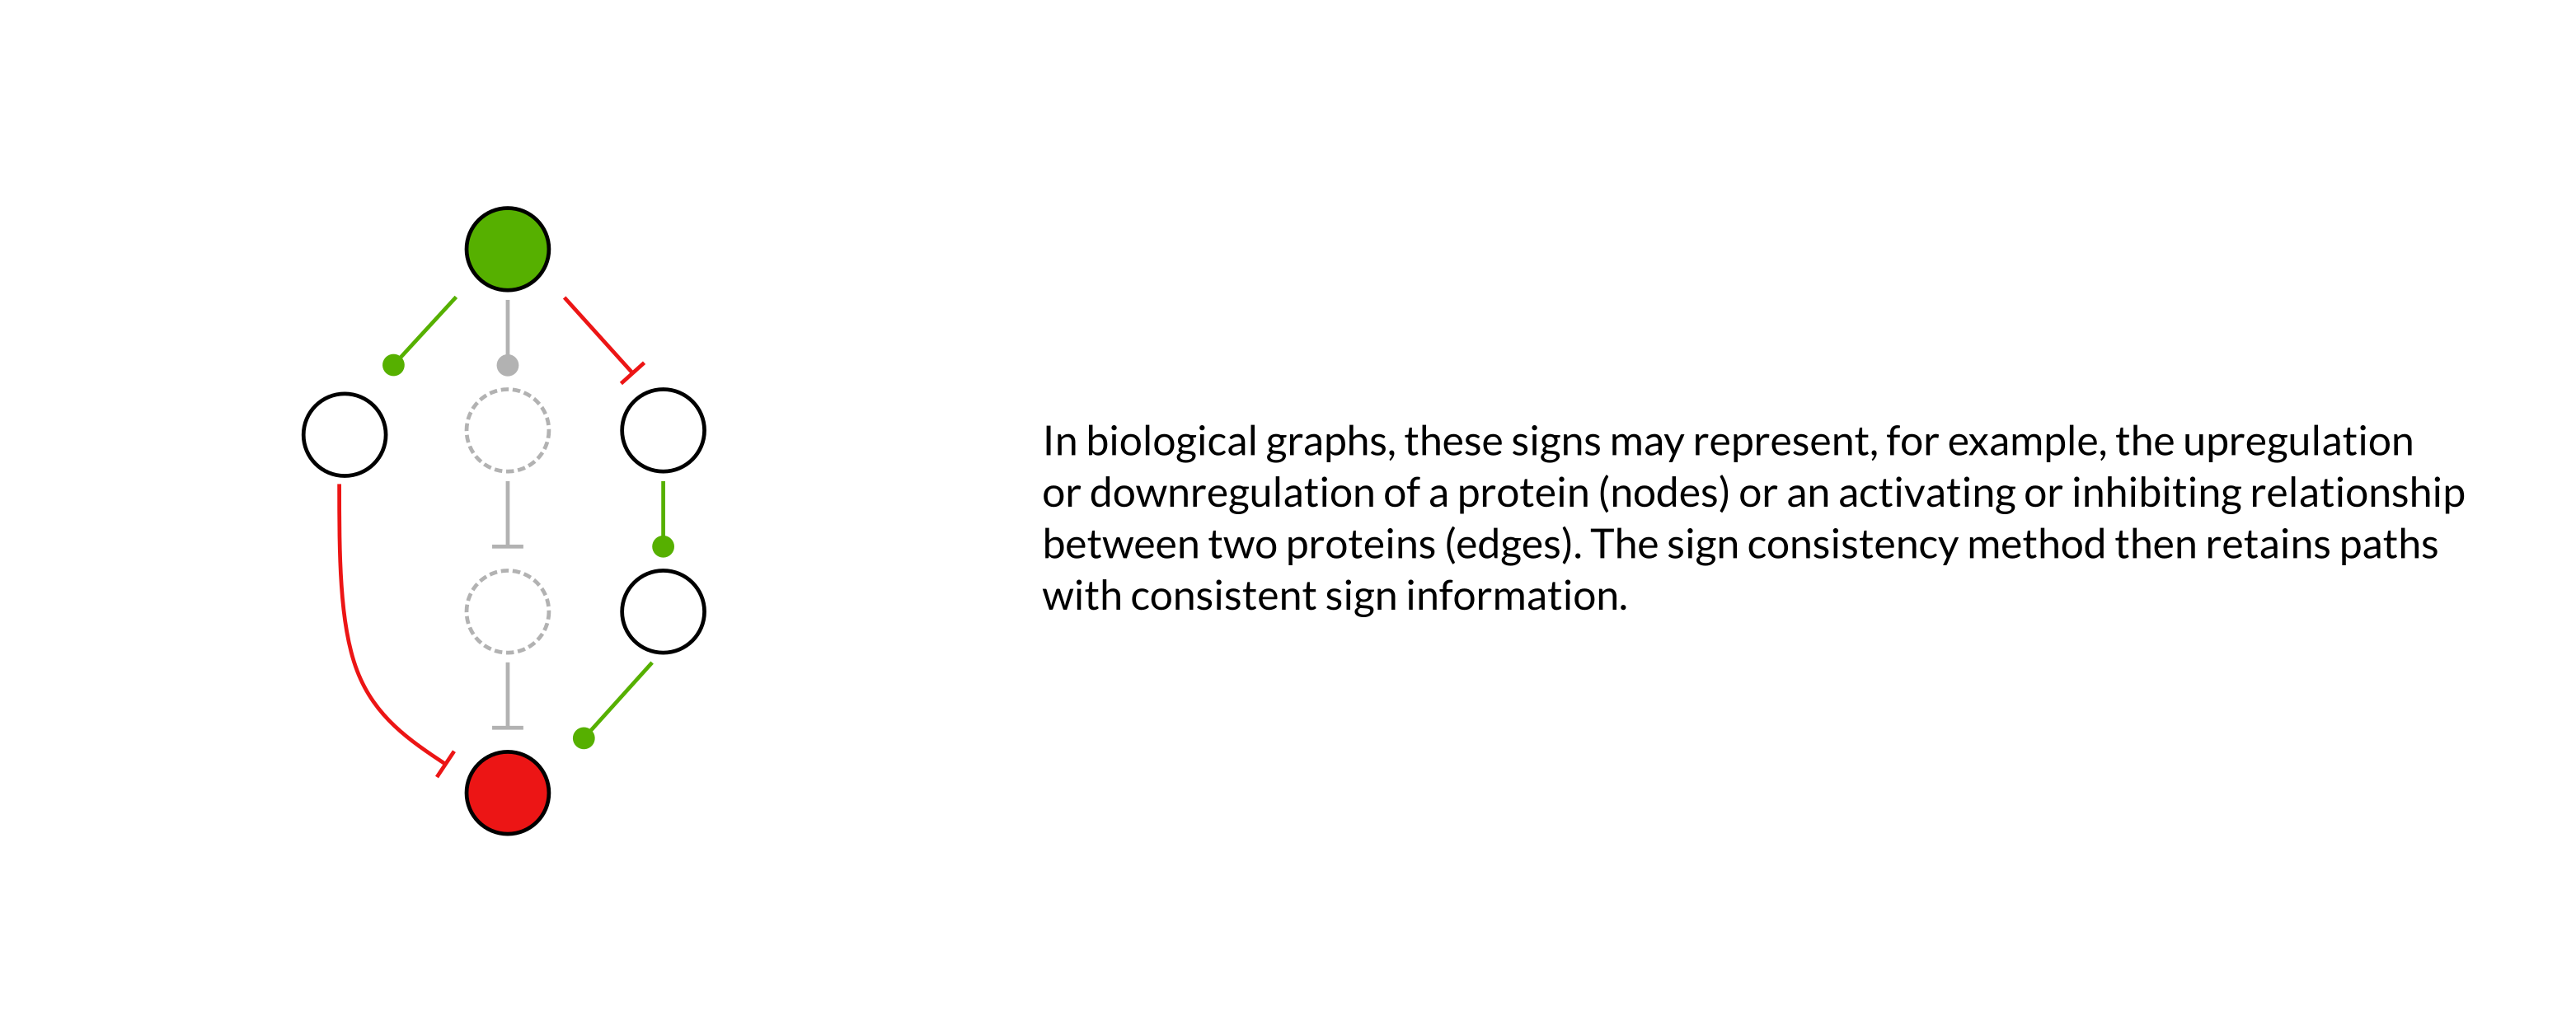 In biological graphs, these signs may represent, for example, the upregulation
or downregulation of a protein (nodes) or an activating or inhibiting relationship
between two proteins (edges). The sign consistency method then retains paths
with consistent sign information.